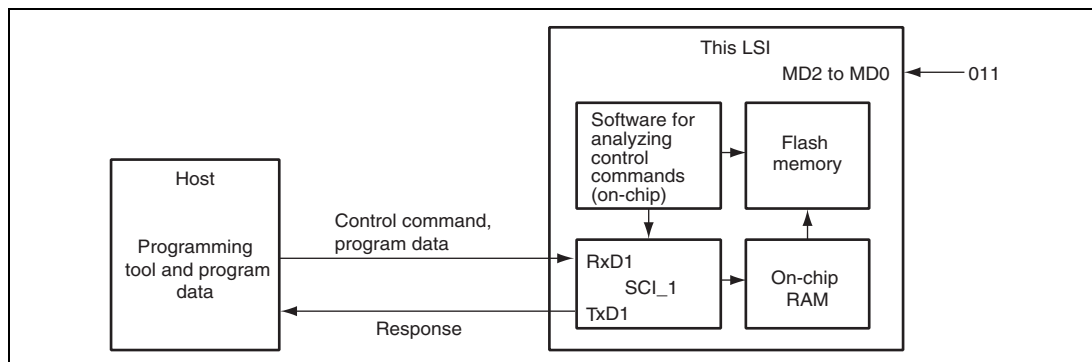 This LSI
MD2 to MD0
011
Software for
analyzing
control
commands
(on-chip)
Flash
memory
Host
Programming
tool and program
data
Control command,
program data
RxD1
SCI_1
TxD1
On-chip
RAM
Response